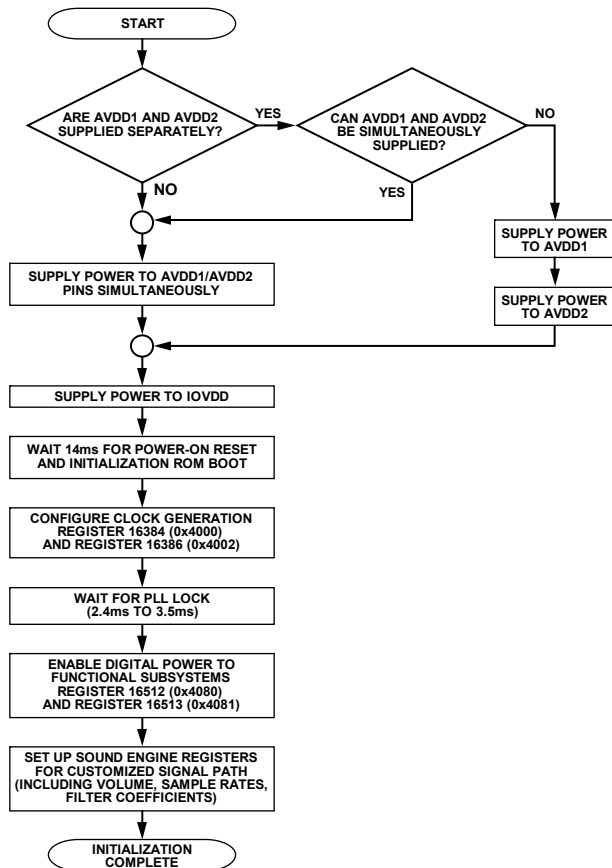 START
ARE AVDD1 AND AVDD2
SUPPLIED SEPARATELY?
YES
CAN AVDD1 AND AVDD2
BE SIMULTANEOUSLY
SUPPLIED?
NO
NO
YES
SUPPLY POWER
TO AVDD1
SUPPLY POWER TO AVDD1/AVDD2
PINS SIMULTANEOUSLY
SUPPLY POWER
TO AVDD2
SUPPLY POWER TO IOVDD
WAIT 14ms FOR POWER-ON RESET
AND INITIALIZATION ROM BOOT
CONFIGURE CLOCK GENERATION
REGISTER 16384 (0x4000)
AND REGISTER 16386 (0x4002)
WAIT FOR PLL LOCK
(2.4ms TO 3.5ms)
ENABLE DIGITAL POWER TO
FUNCTIONAL SUBSYSTEMS
REGISTER 16512 (0x4080)
AND REGISTER 16513 (0x4081)
SET UP SOUND ENGINE REGISTERS
FOR CUSTOMIZED SIGNAL PATH
(INCLUDING VOLUME, SAMPLE RATES,
FILTER COEFFICIENTS)
INITIALIZATION
COMPLETE